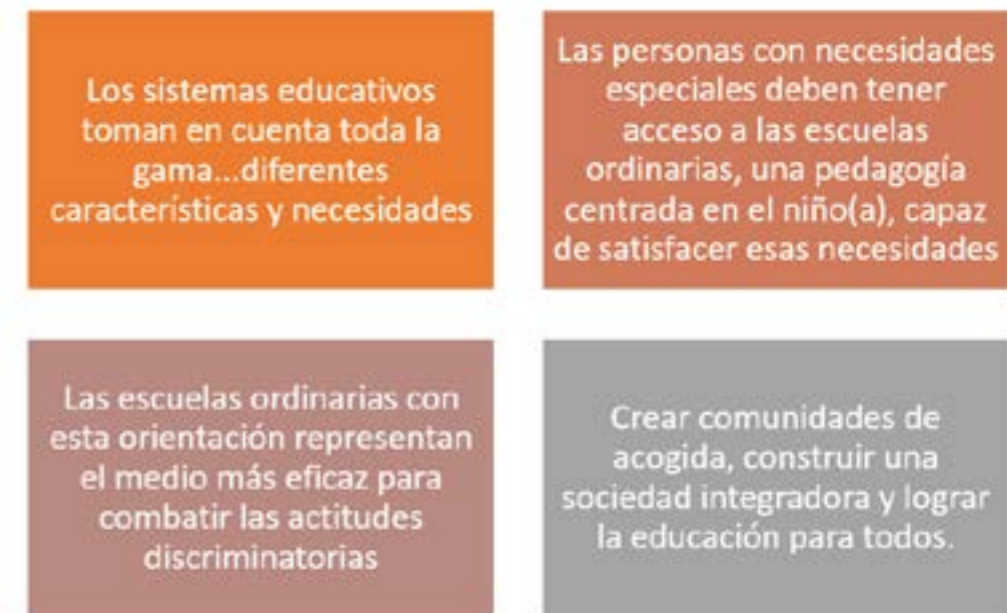 Los sistemas educativos
toman en cuenta toda la
gama...diferentes
características y necesidades
Las personas con necesidades
especiales deben tener
acceso a las escuelas
ordinarias, una pedagogía
centrada en el niño(a), capaz
de satisfacer esas necesidades
Las escuelas ordinarias con
esta orientación representan
el medio más eficaz para
combatir las actitudes
discriminatorias
Crear comunidades de
acogida, construir una
sociedad integradora y lograr
la educación para todos.